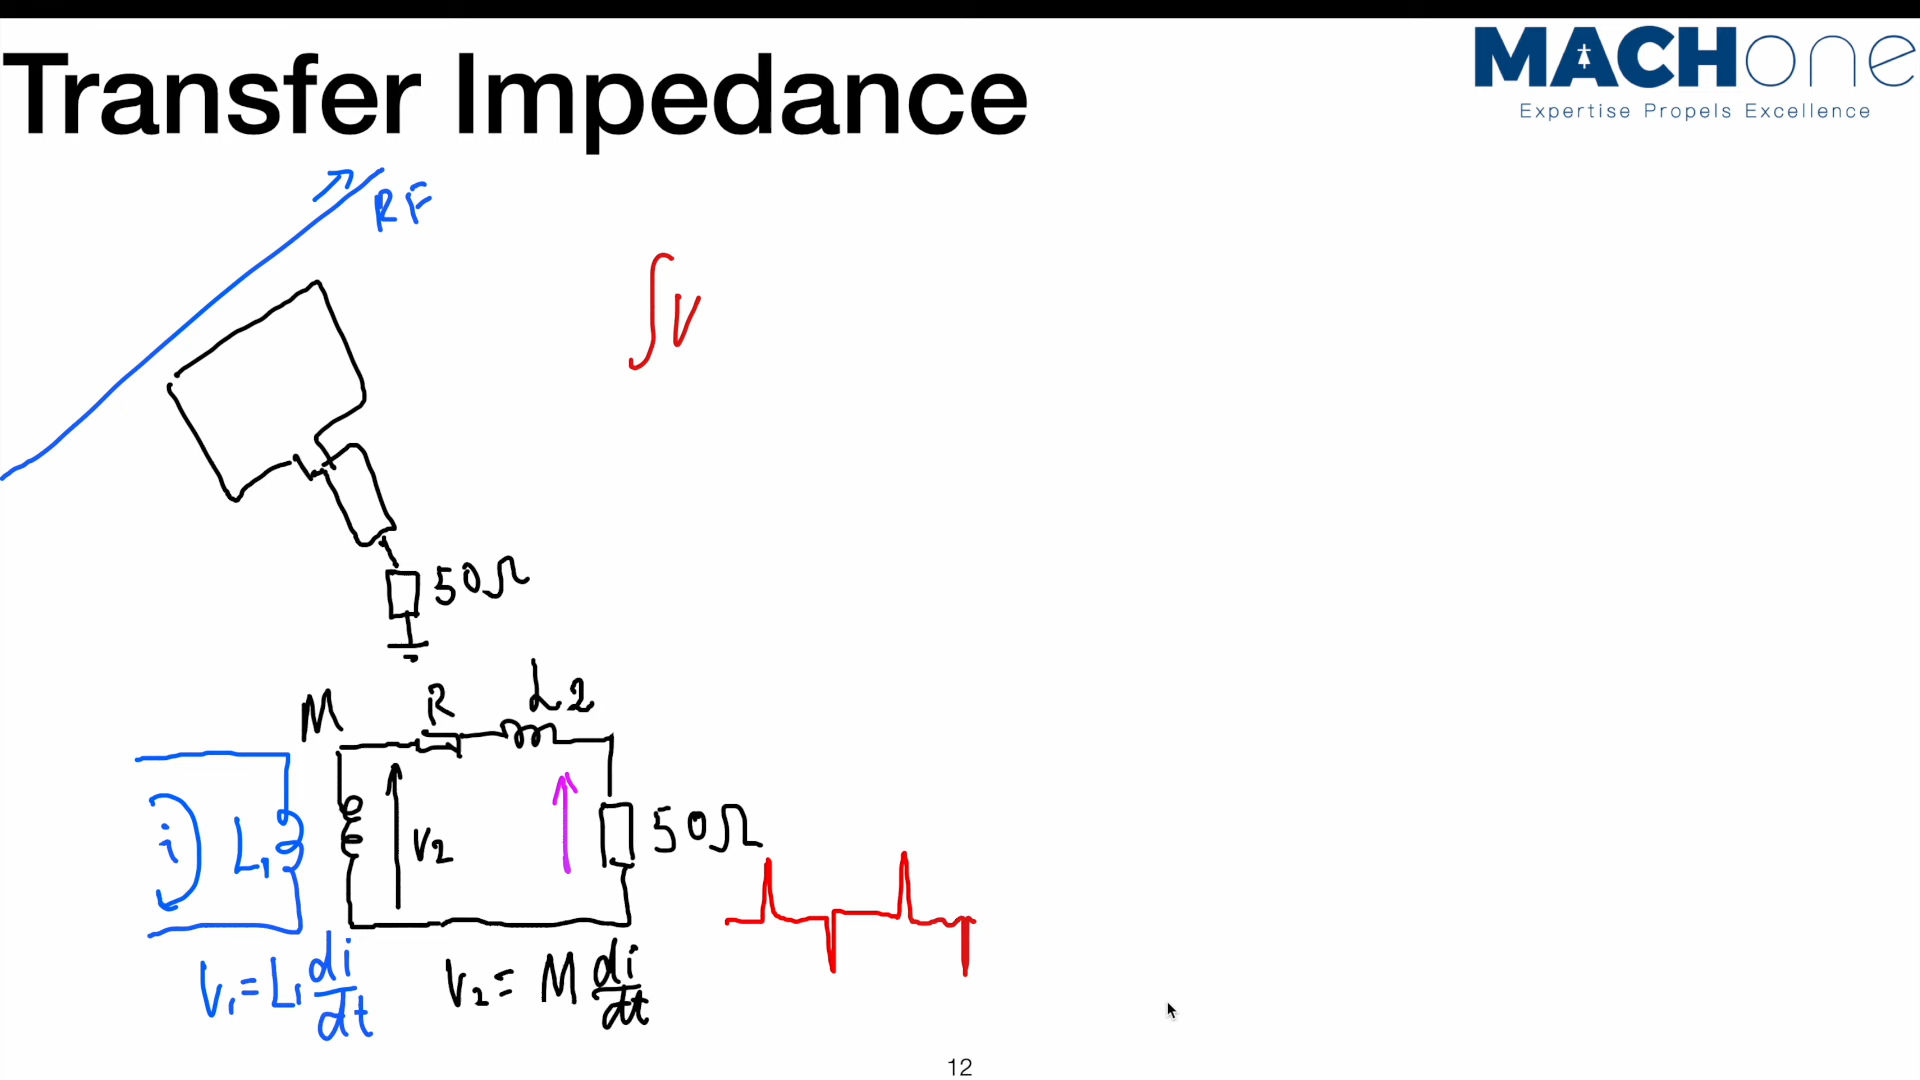 Transfer Impedance
MACHone
Expertise Propels Excellence
RF
∫V
50Ω
M
R
L2
i
L1
V2
50Ω
V1 = L1 di/dt
V2 = M di/dt
12